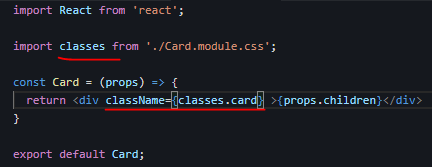 import React from 'react';
import classes from './Card.module.css';
const Card = (props) => {
return <div className={classes.card} >{props.children}</div>
}
export default Card;